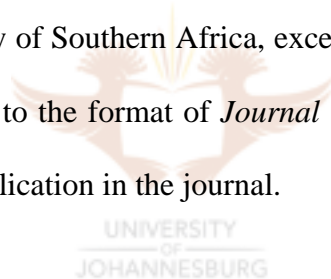 y of Southern Africa, exce
to the format of Journal
lication in the journal.
UNIVERSITY
OF
JOHANNESBURG